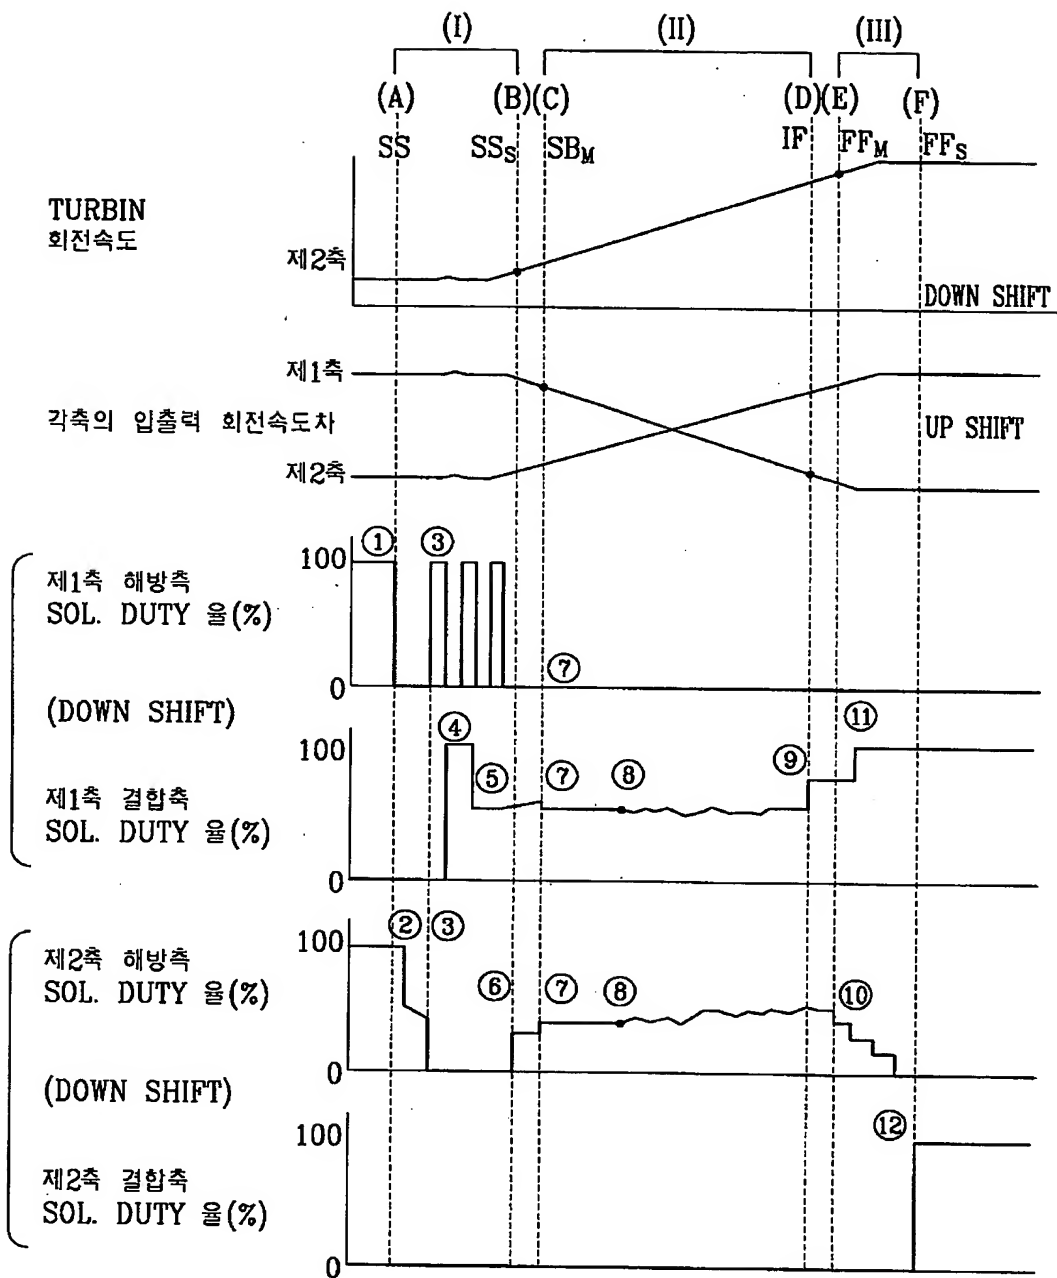 (I) (II) (III)
(A) (B) (C) (D) (E) (F)
SS SSS SBM IF FFM FFS
TURBIN
회전속도
제2축
DOWN SHIFT
제1축
각축의 입출력 회전속도차
UP SHIFT
제2축
① ③
100
제1축 해방측
SOL. DUTY 율(%)
⑦
0
(DOWN SHIFT)
④ ⑪
100
⑤ ⑦ ⑧ ⑨
제1축 결합측
SOL. DUTY 율(%)
0
② ③
100
제2축 해방측
SOL. DUTY 율(%)
⑥ ⑦ ⑧ ⑩
0
(DOWN SHIFT)
100
⑫
제2축 결합측
SOL. DUTY 율(%)
0